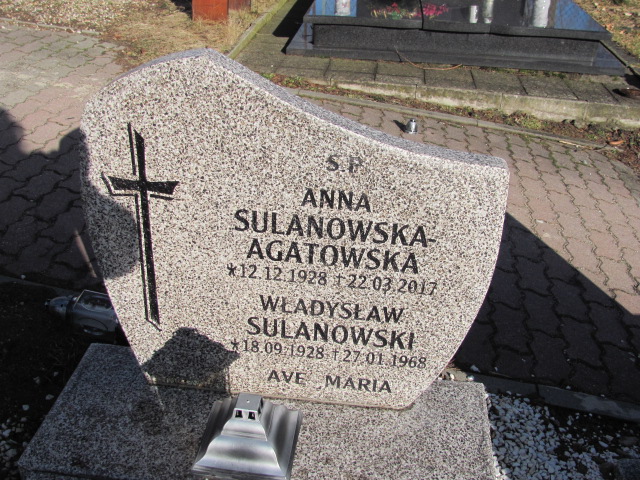 Ś.P.
ANNA
SULANOWSKA-
AGATOWSKA
*12.12.1928 †22.03.2017
WŁADYSŁAW
SULANOWSKI
*18.09.1928 †27.01.1968
AVE MARIA